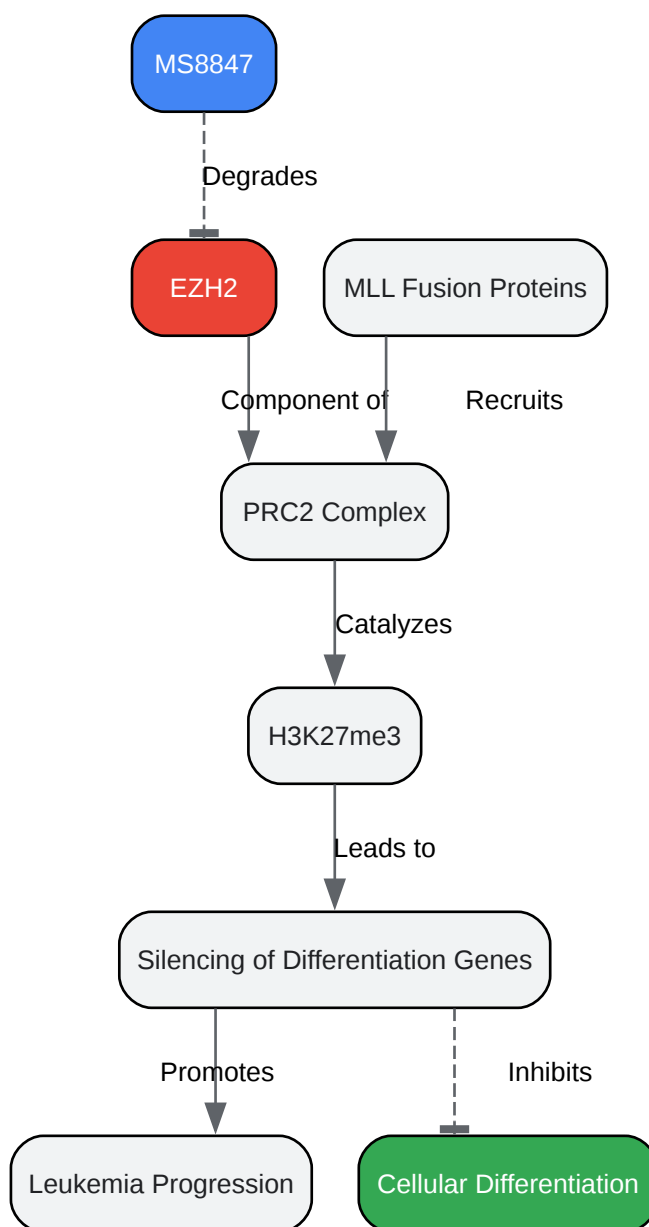 MS8847
Degrades
EZH2
MLL Fusion Proteins
Component of
Recruits
PRC2 Complex
Catalyzes
H3K27me3
Leads to
Silencing of Differentiation Genes
Promotes
Inhibits
Leukemia Progression
Cellular Differentiation